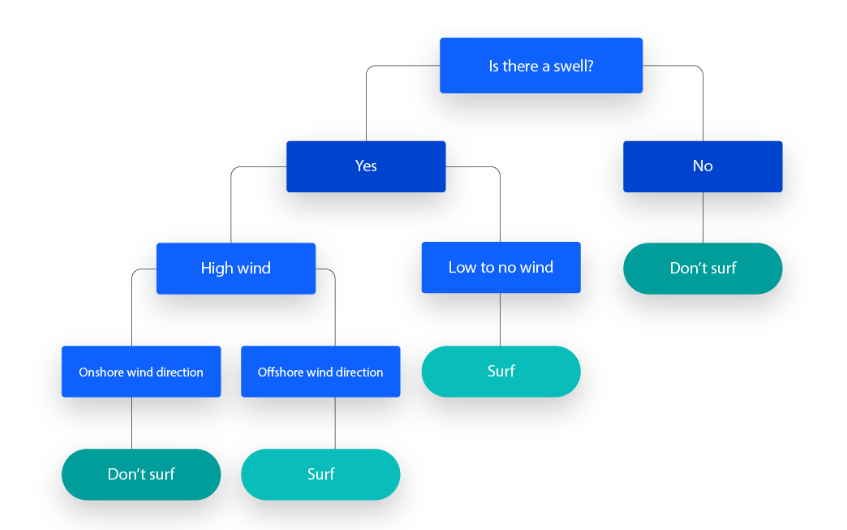 Is there a swell?
Yes
No
High wind
Low to no wind
Don't surf
Onshore wind direction
Offshore wind direction
Surf
Don't surf
Surf